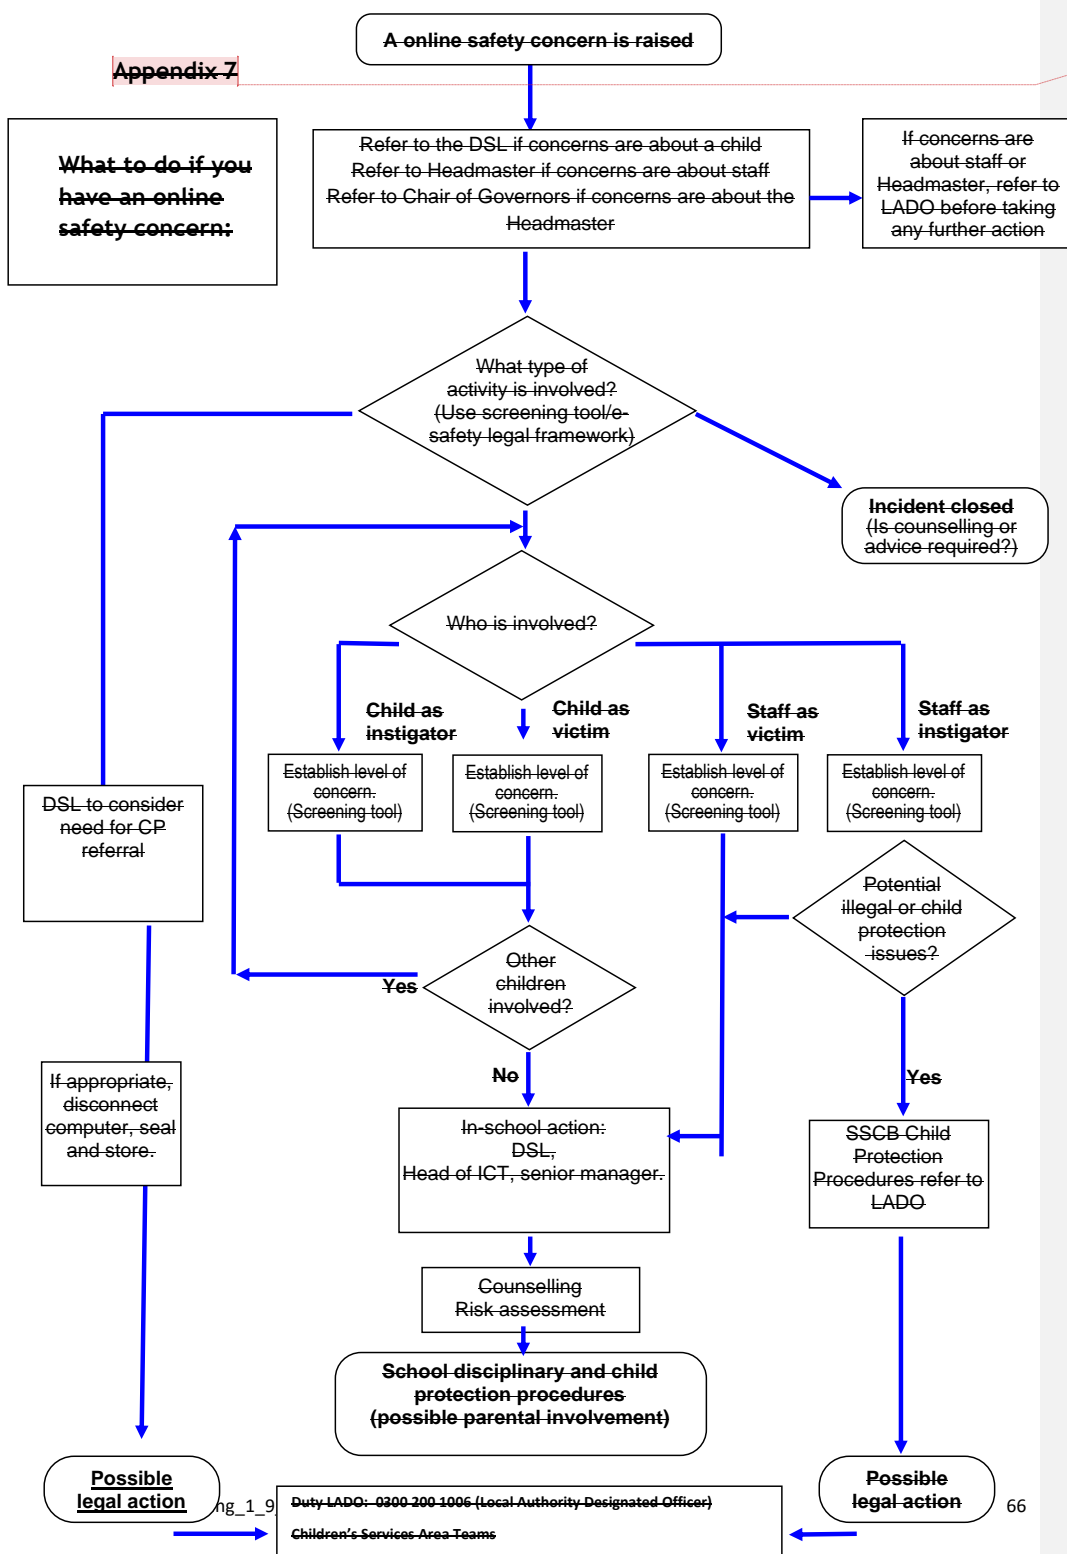 A online safety concern is raised
Appendix 7
What to do if you
have an online
safety concern:
Refer to the DSL if concerns are about a child
Refer to Headmaster if concerns are about staff
Refer to Chair of Governors if concerns are about the
Headmaster
If concerns are
about staff or
Headmaster, refer to
LADO before taking
any further action
What type of
activity is involved?
(Use screening tool/e-
safety legal framework)
Incident closed
(Is counselling or
advice required?)
Who is involved?
Child as
instigator
Child as
victim
Staff as
victim
Staff as
instigator
Establish level of
concern.
(Screening tool)
Establish level of
concern.
(Screening tool)
Establish level of
concern.
(Screening tool)
Establish level of
concern.
(Screening tool)
DSL to consider
need for CP
referral
Potential
illegal or child
protection
issues?
Other
children
involved?
Yes
No
Yes
If appropriate,
disconnect
computer, seal
and store.
In-school action:
DSL,
Head of ICT, senior manager.
SSCB Child
Protection
Procedures refer to
LADO
Counselling
Risk assessment
School disciplinary and child
protection procedures
(possible parental involvement)
Possible
legal action
Possible
legal action
ng_1_9
Duty LADO: 0300 200 1006 (Local Authority Designated Officer)
Children's Services Area Teams
66